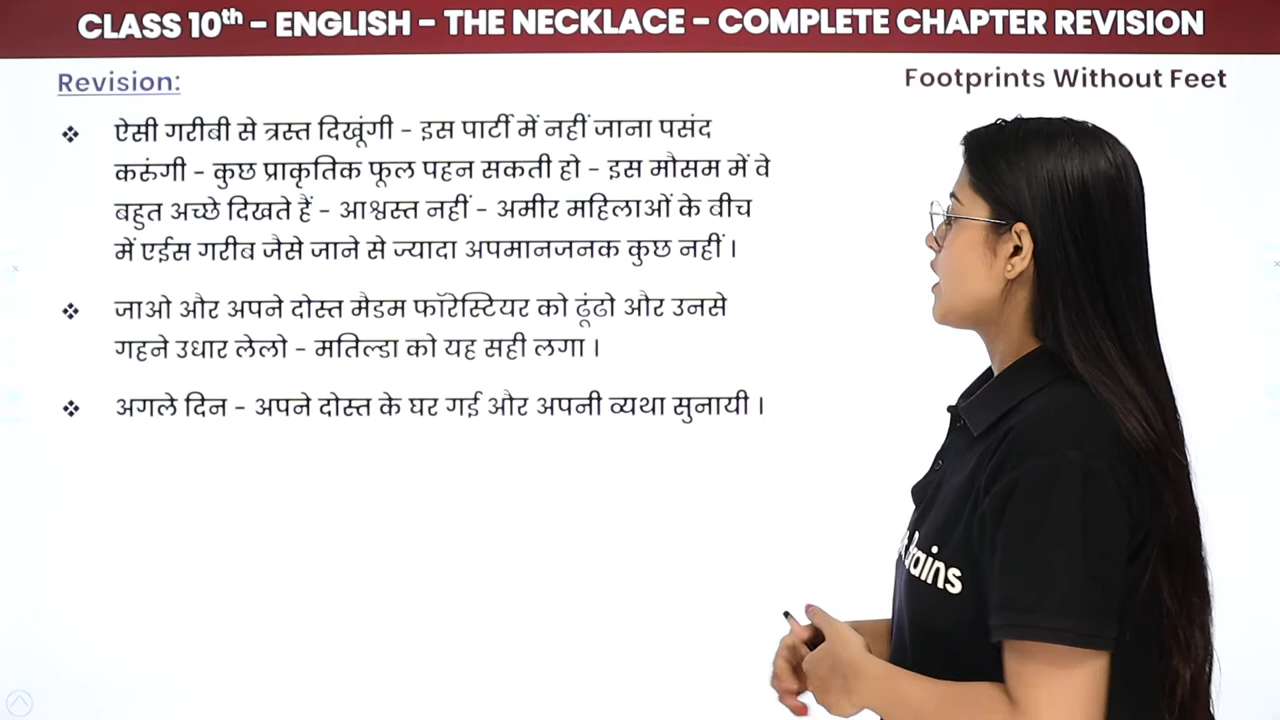 CLASS 10th – ENGLISH – THE NECKLACE – COMPLETE CHAPTER REVISION
Revision:
Footprints Without Feet
❖ ऐसी गरीबी से त्रस्त दिखूंगी - इस पार्टी में नहीं जाना पसंद
करुंगी - कुछ प्राकृतिक फूल पहन सकती हो - इस मौसम में वे
बहुत अच्छे दिखते हैं - आश्वस्त नहीं - अमीर महिलाओं के बीच
में एईस गरीब जैसे जाने से ज्यादा अपमानजनक कुछ नहीं ।
❖ जाओ और अपने दोस्त मैडम फॉरेस्टियर को ढूंढो और उनसे
गहने उधार लेलो - मतिल्डा को यह सही लगा ।
❖ अगले दिन - अपने दोस्त के घर गई और अपनी व्यथा सुनायी ।